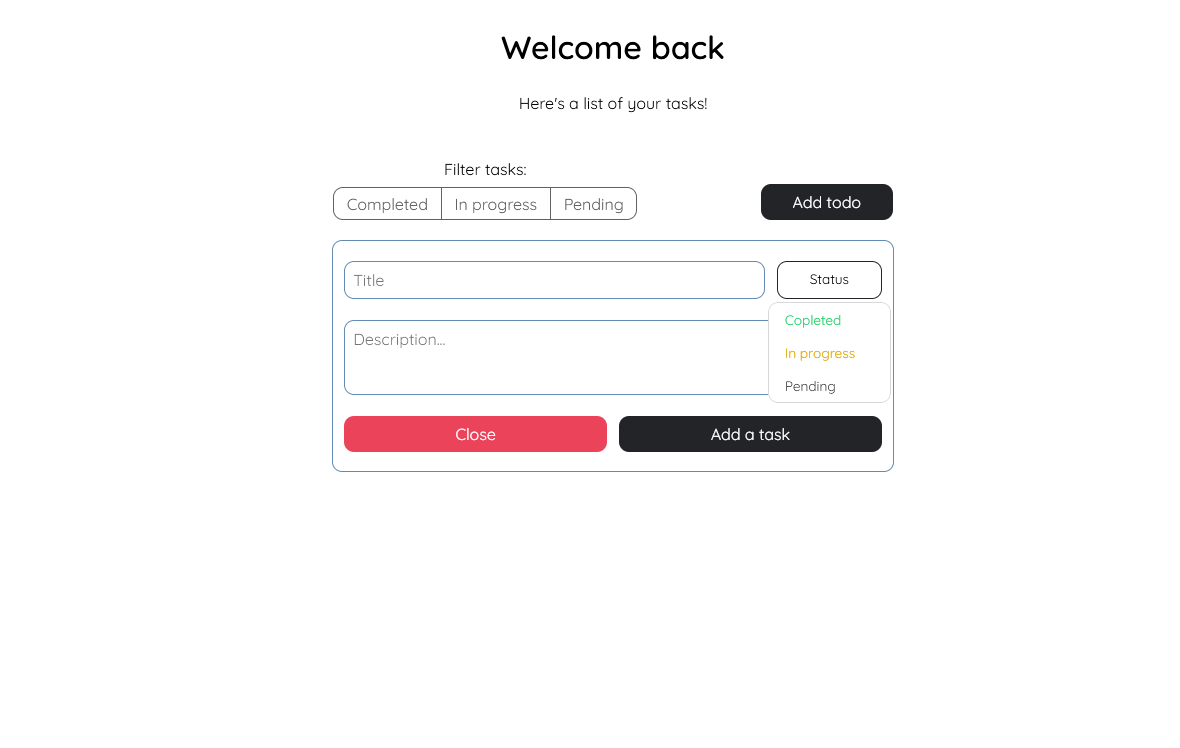 Welcome back
Here's a list of your tasks!
Filter tasks:
Completed In progress Pending
Add todo
Title
Status
Description...
Copleted
In progress
Pending
Close
Add a task